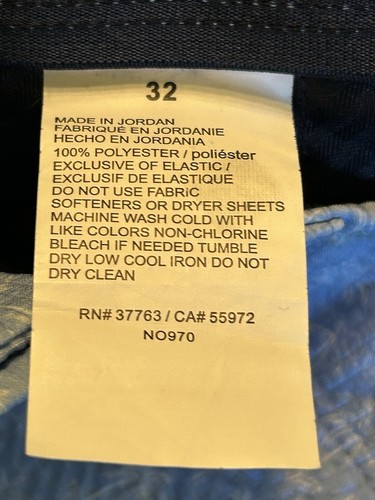 32
MADE IN JORDAN
FABRIQUÉ EN JORDANIE
HECHO EN JORDANIA
100% POLYESTER / poliéster
EXCLUSIVE OF ELASTIC /
EXCLUSIF DE ELASTIQUE
DO NOT USE FABRIC
SOFTENERS OR DRYER SHEETS
MACHINE WASH COLD WITH
LIKE COLORS NON-CHLORINE
BLEACH IF NEEDED TUMBLE
DRY LOW COOL IRON DO NOT
DRY CLEAN
RN# 37763 / CA# 55972
NO970